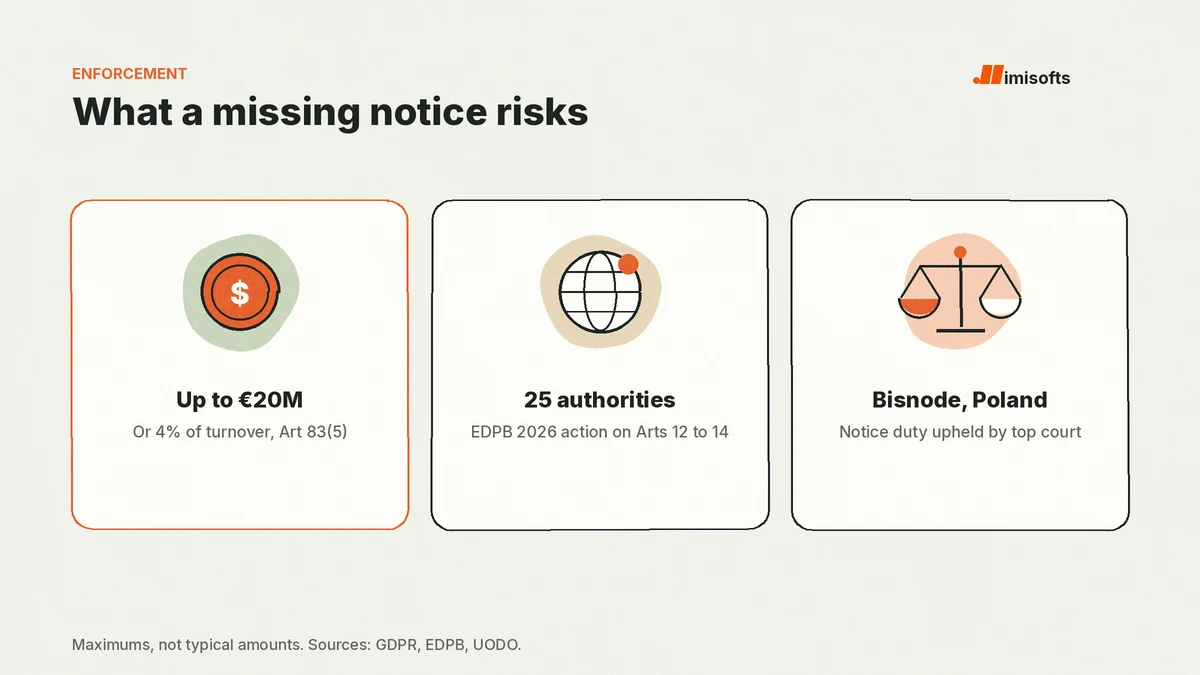 ENFORCEMENT
What a missing notice risks
imisofts
$
Up to €20M
Or 4% of turnover, Art 83(5)
25 authorities
EDPB 2026 action on Arts 12 to 14
Bisnode, Poland
Notice duty upheld by top court
Maximums, not typical amounts. Sources: GDPR, EDPB, UODO.